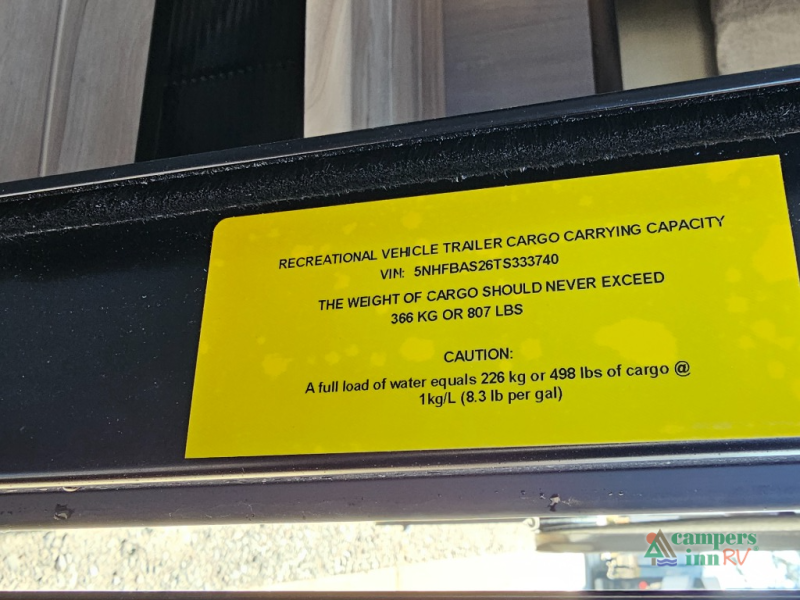 RECREATIONAL VEHICLE TRAILER CARGO CARRYING CAPACITY
VIN: 5NHFBAS26TS333740
THE WEIGHT OF CARGO SHOULD NEVER EXCEED
366 KG OR 807 LBS
CAUTION:
A full load of water equals 226 kg or 498 lbs of cargo @
1kg/L (8.3 lb per gal)
campers
inn RV